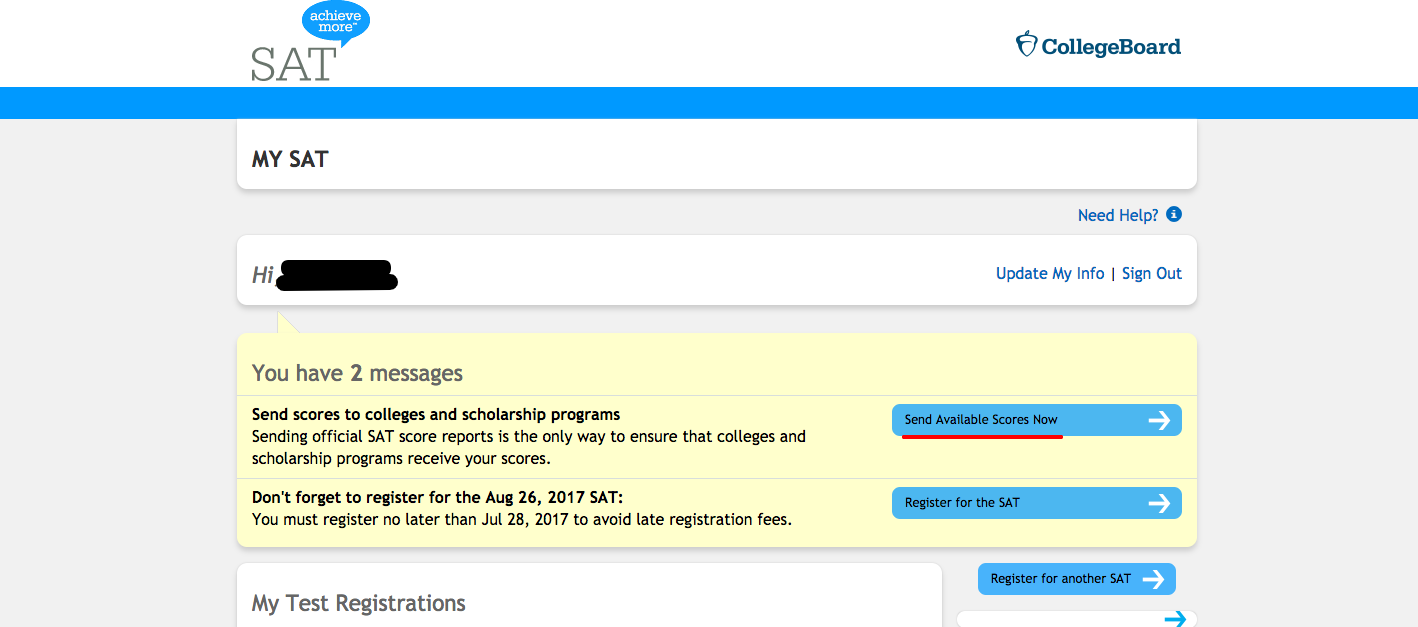 achieve
more™
SAT
CollegeBoard
MY SAT
Need Help?
Hi
Update My Info | Sign Out
You have 2 messages
Send scores to colleges and scholarship programs
Sending official SAT score reports is the only way to ensure that colleges and
scholarship programs receive your scores.
Send Available Scores Now
Don't forget to register for the Aug 26, 2017 SAT:
You must register no later than Jul 28, 2017 to avoid late registration fees.
Register for the SAT
My Test Registrations
Register for another SAT